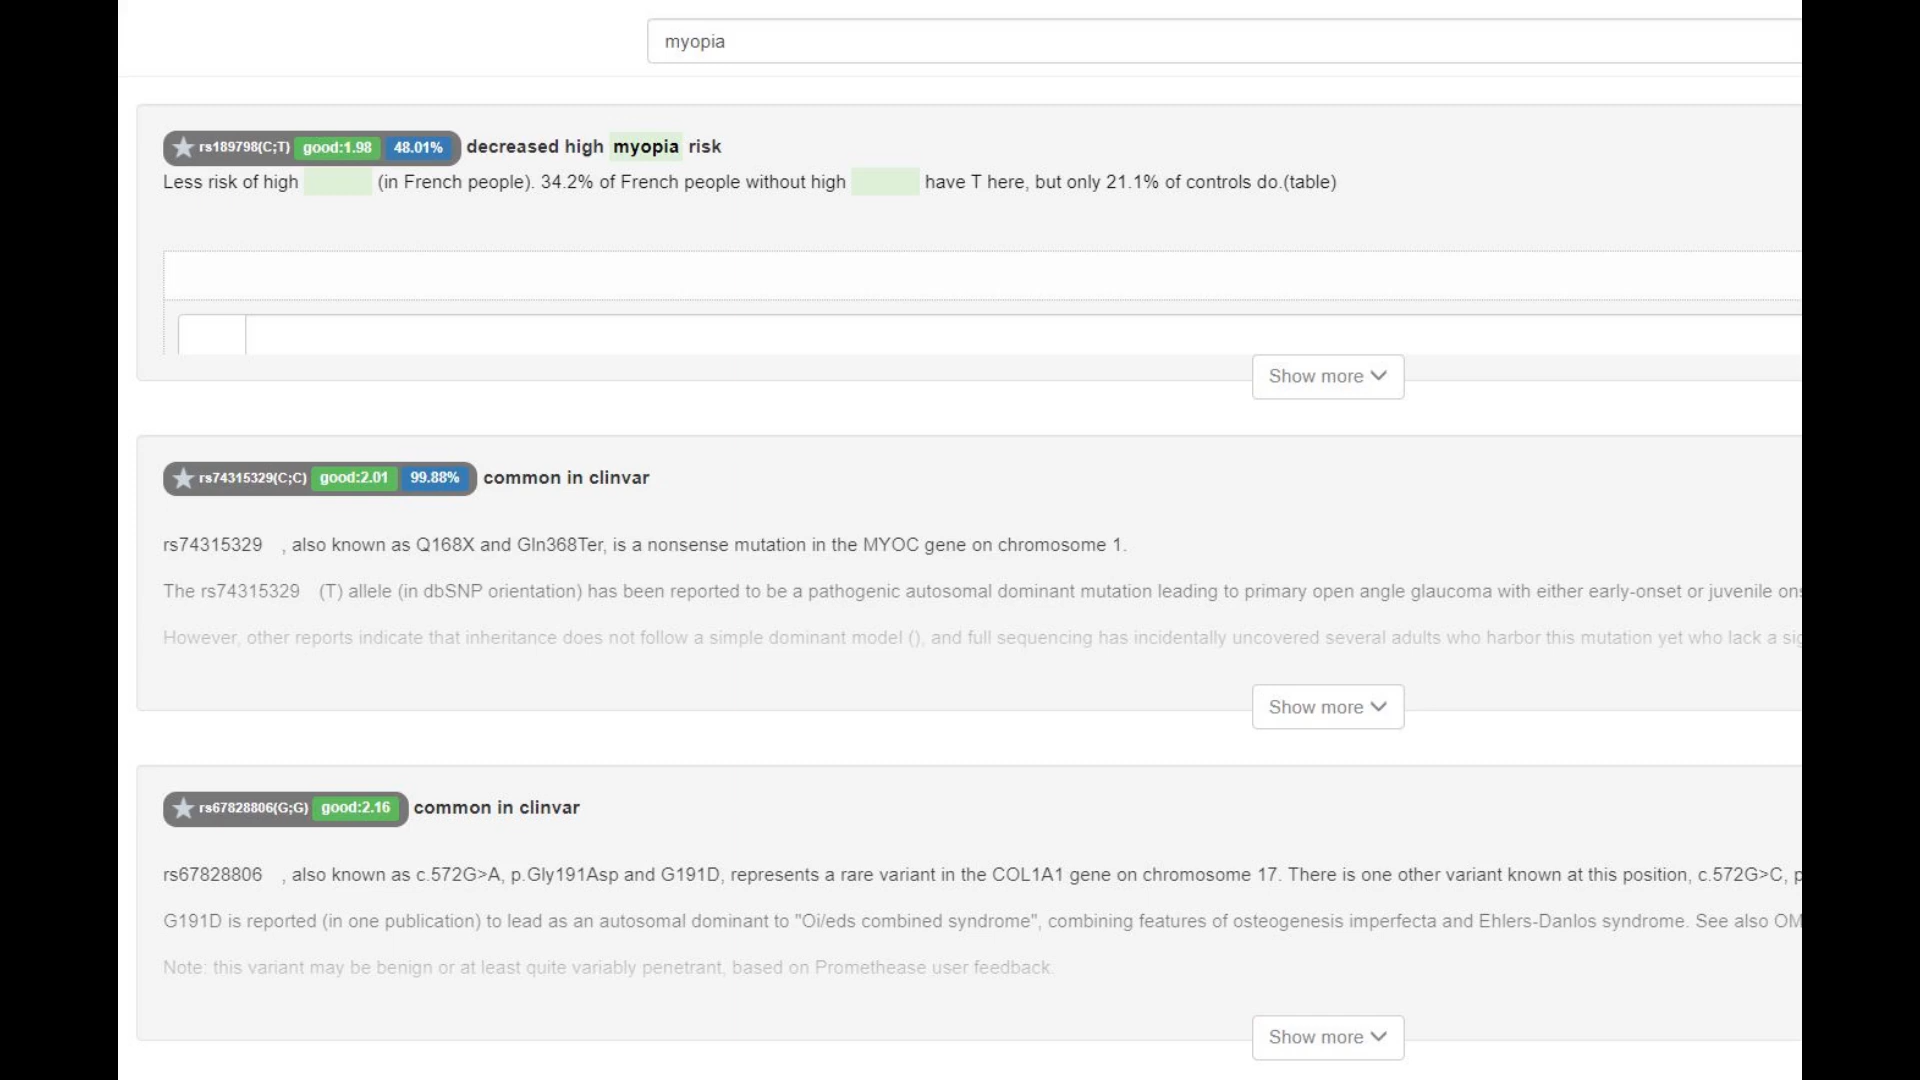 myopia
rs189798(C;T) good:1.98 48.01% decreased high myopia risk
Less risk of high (in French people). 34.2% of French people without high have T here, but only 21.1% of controls do.(table)
Show more
rs74315329(C;C) good:2.01 99.88% common in clinvar
rs74315329 , also known as Q168X and Gln368Ter, is a nonsense mutation in the MYOC gene on chromosome 1.
The rs74315329 (T) allele (in dbSNP orientation) has been reported to be a pathogenic autosomal dominant mutation leading to primary open angle glaucoma with either early-onset or juvenile
However, other reports indicate that inheritance does not follow a simple dominant model (), and full sequencing has incidentally uncovered several adults who harbor this mutation yet who lack a
Show more
rs67828806(G;G) good:2.16 common in clinvar
rs67828806 , also known as c.572G>A, p.Gly191Asp and G191D, represents a rare variant in the COL1A1 gene on chromosome 17. There is one other variant known at this position, c.572G>C,
G191D is reported (in one publication) to lead as an autosomal dominant to "Oi/eds combined syndrome", combining features of osteogenesis imperfecta and Ehlers-Danlos syndrome. See also
Note: this variant may be benign or at least quite variably penetrant, based on Promethease user feedback.
Show more